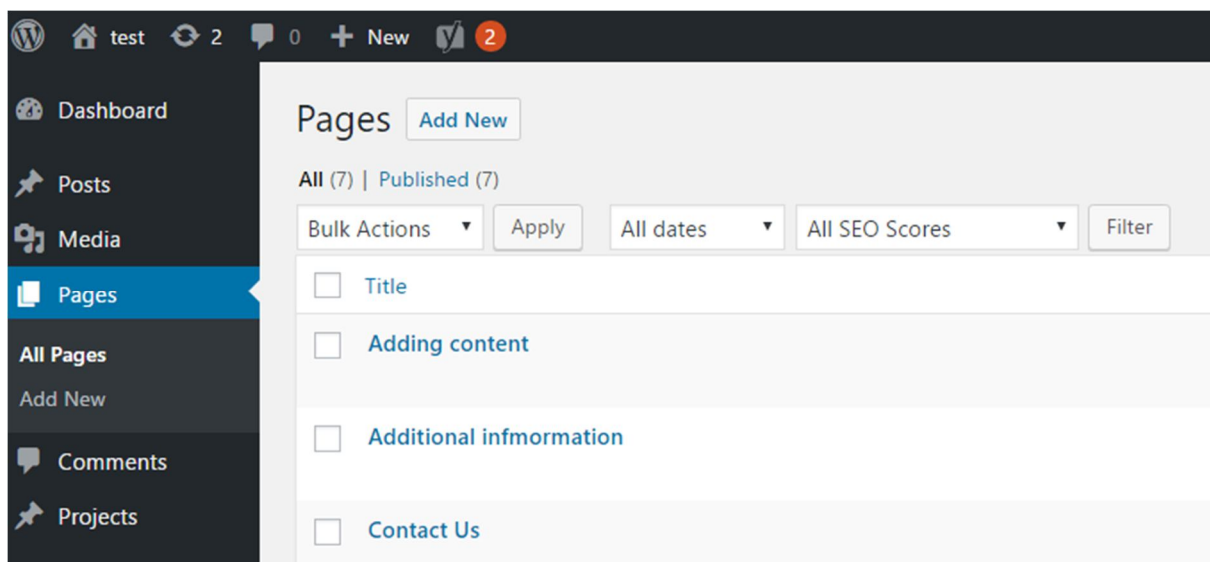 test 2 0 + New 2
Dashboard
Posts
Media
Pages
All Pages
Add New
Comments
Projects
Pages Add New
All (7) | Published (7)
Bulk Actions Apply All dates All SEO Scores Filter
Title
Adding content
Additional infmormation
Contact Us